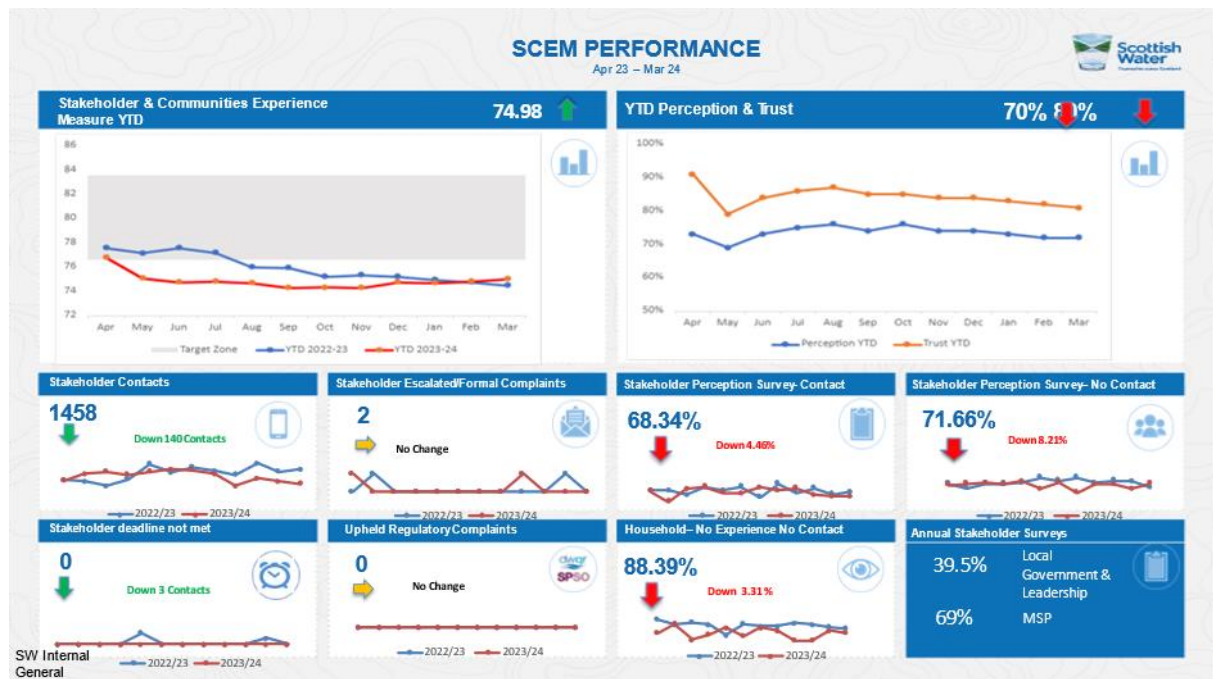 SCEM PERFORMANCE
Apr 23 – Mar 24
Scottish
Water
Stakeholder & Communities Experience
Measure YTD
74.98
86
84
82
80
78
76
74
72
Apr May Jun Jul Aug Sep Oct Nov Dec Jan Feb Mar
Target Zone YTD 2022-23 YTD 2023-24
YTD Perception & Trust
70% %
100%
90%
80%
70%
60%
50%
Apr May Jun Jul Aug Sep Oct Nov Dec Jan Feb Mar
Perception YTD Trust YTD
Stakeholder Contacts
1458
Down 140 Contacts
2022/23 2023/24
Stakeholder Escalated/Formal Complaints
2
No Change
2022/23 2023/24
Stakeholder Perception Survey- Contact
68.34%
Down 4.46%
2022/23 2023/24
Stakeholder Perception Survey– No Contact
71.66%
Down 8.21%
2022/23 2023/24
Stakeholder deadline not met
0
Down 3 Contacts
2022/23 2023/24
Upheld Regulatory Complaints
0
No Change
SPSO
2022/23 2023/24
Household– No Experience No Contact
88.39%
Down 3.31%
2022/23 2023/24
Annual Stakeholder Surveys
39.5% Local
Government &
Leadership
69% MSP
SW Internal
General